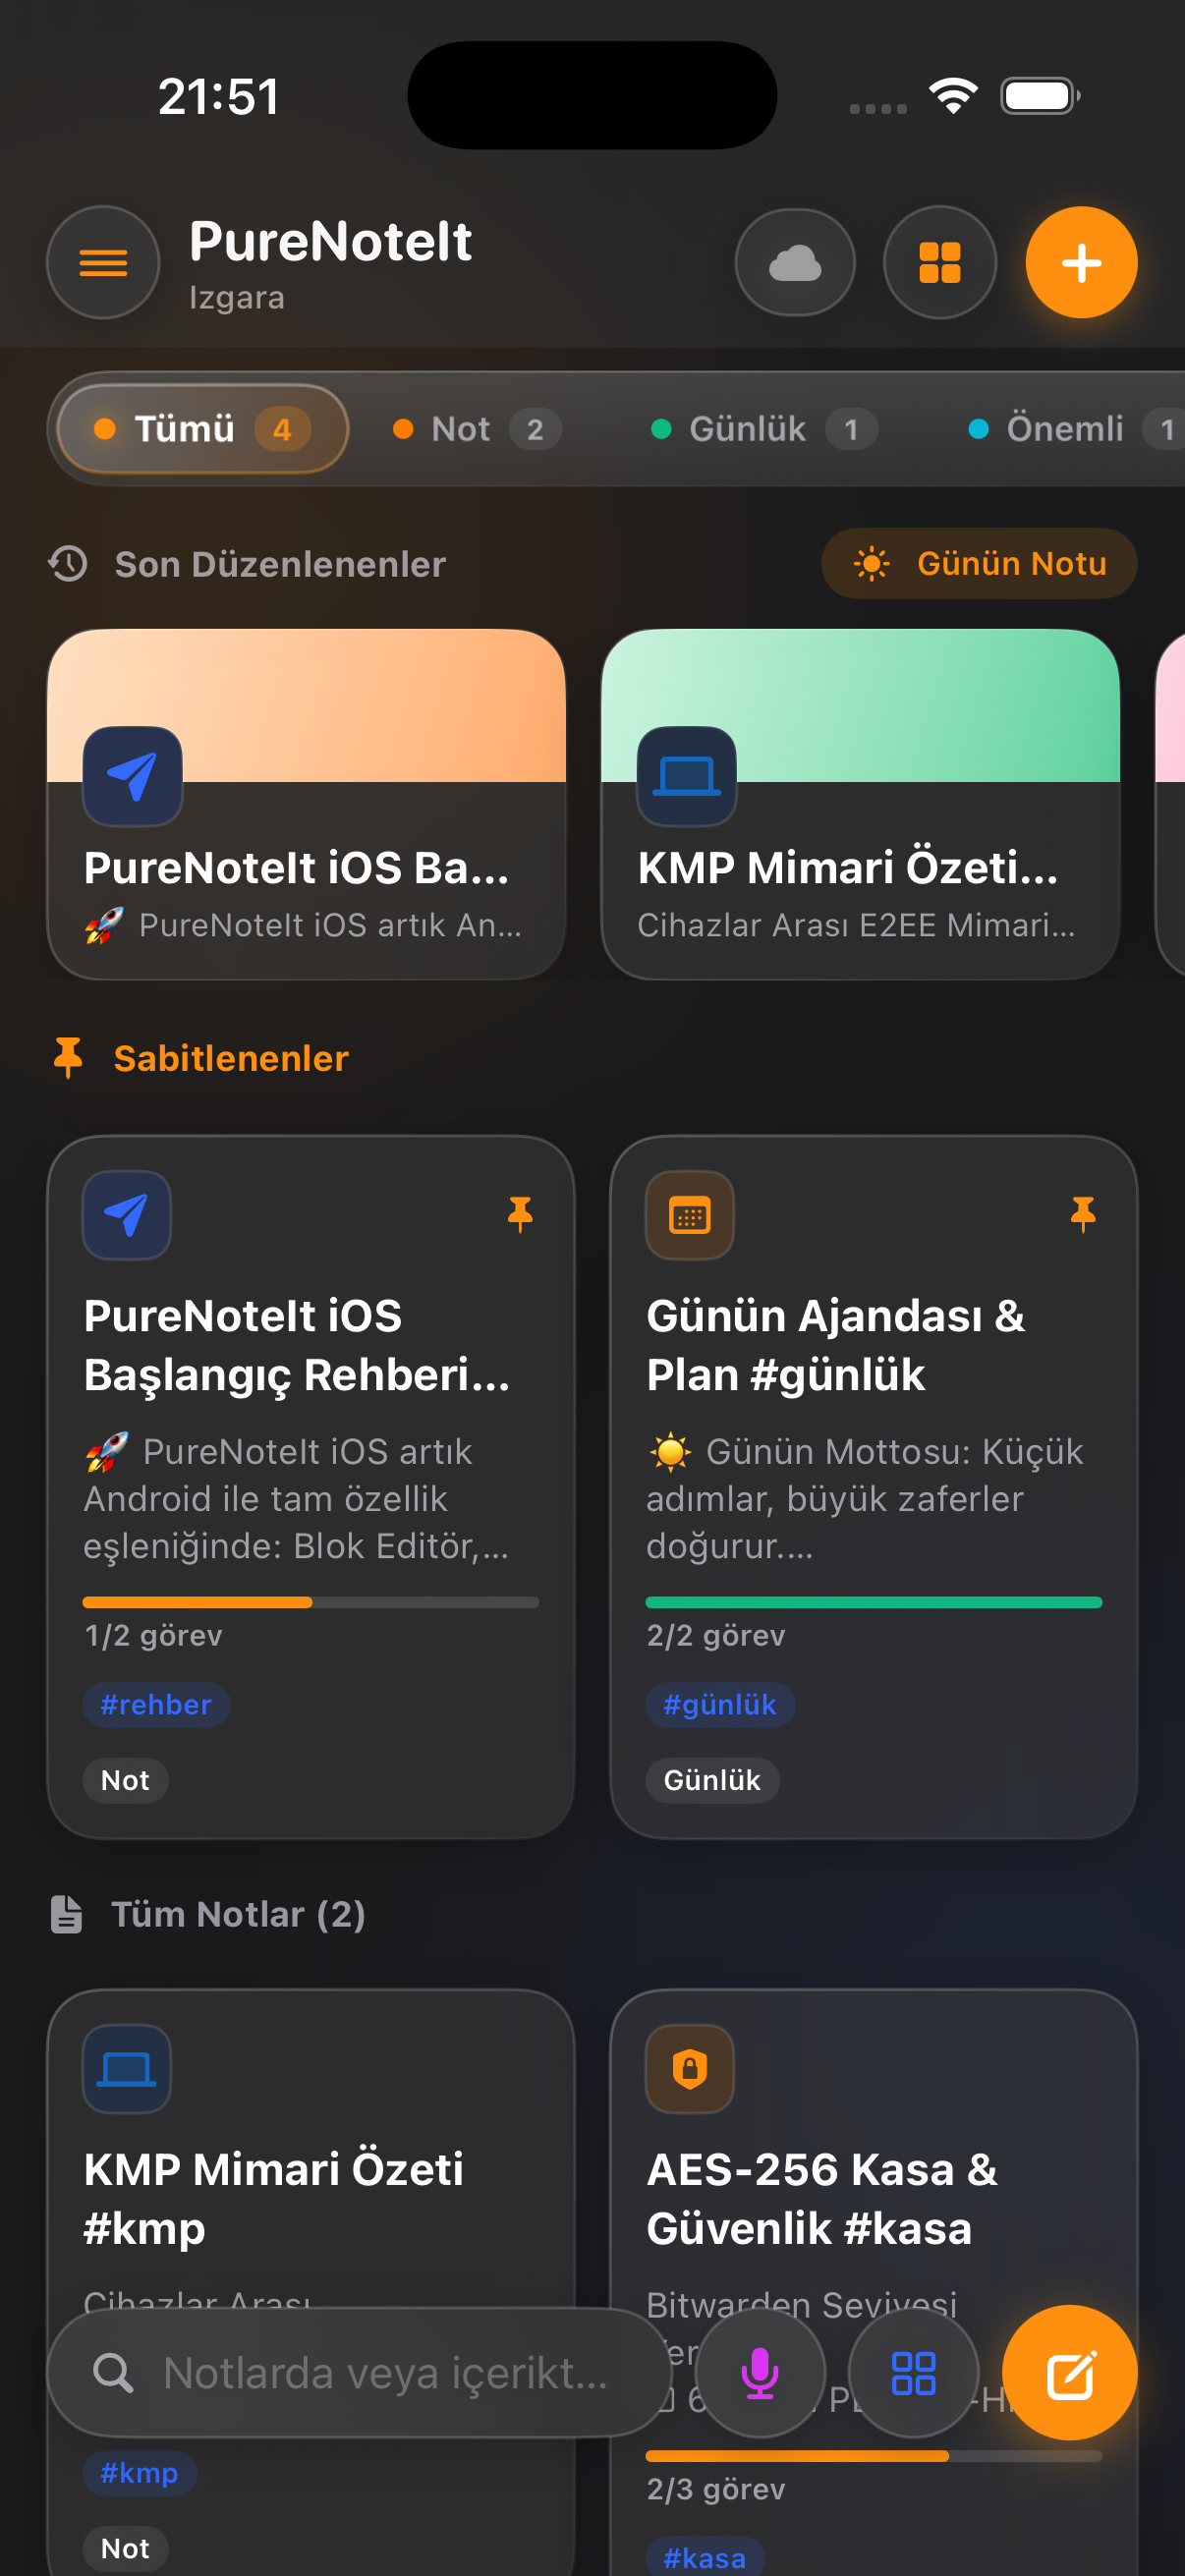 21:51
PureNoteIt
Izgara
Tümü 4
Not 2
Günlük 1
Önemli 1
Son Düzenlenenler
Günün Notu
PureNoteIt iOS Ba...
🚀 PureNoteIt iOS artık An...
KMP Mimari Özeti...
Cihazlar Arası E2EE Mimari...
Sabitlenenler
PureNoteIt iOS
Başlangıç Rehberi...
🚀 PureNoteIt iOS artık
Android ile tam özellik
eşleniğinde: Blok Editör,...
1/2 görev
#rehber
Not
Günün Ajandası &
Plan #günlük
☀️ Günün Mottosu: Küçük
adımlar, büyük zaferler
doğurur....
2/2 görev
#günlük
Günlük
Tüm Notlar (2)
KMP Mimari Özeti
#kmp
Cihazlar Arası
#kmp
Not
AES-256 Kasa &
Güvenlik #kasa
Bitwarden Seviyesi
2/3 görev
#kasa
Notlarda veya içerikt...